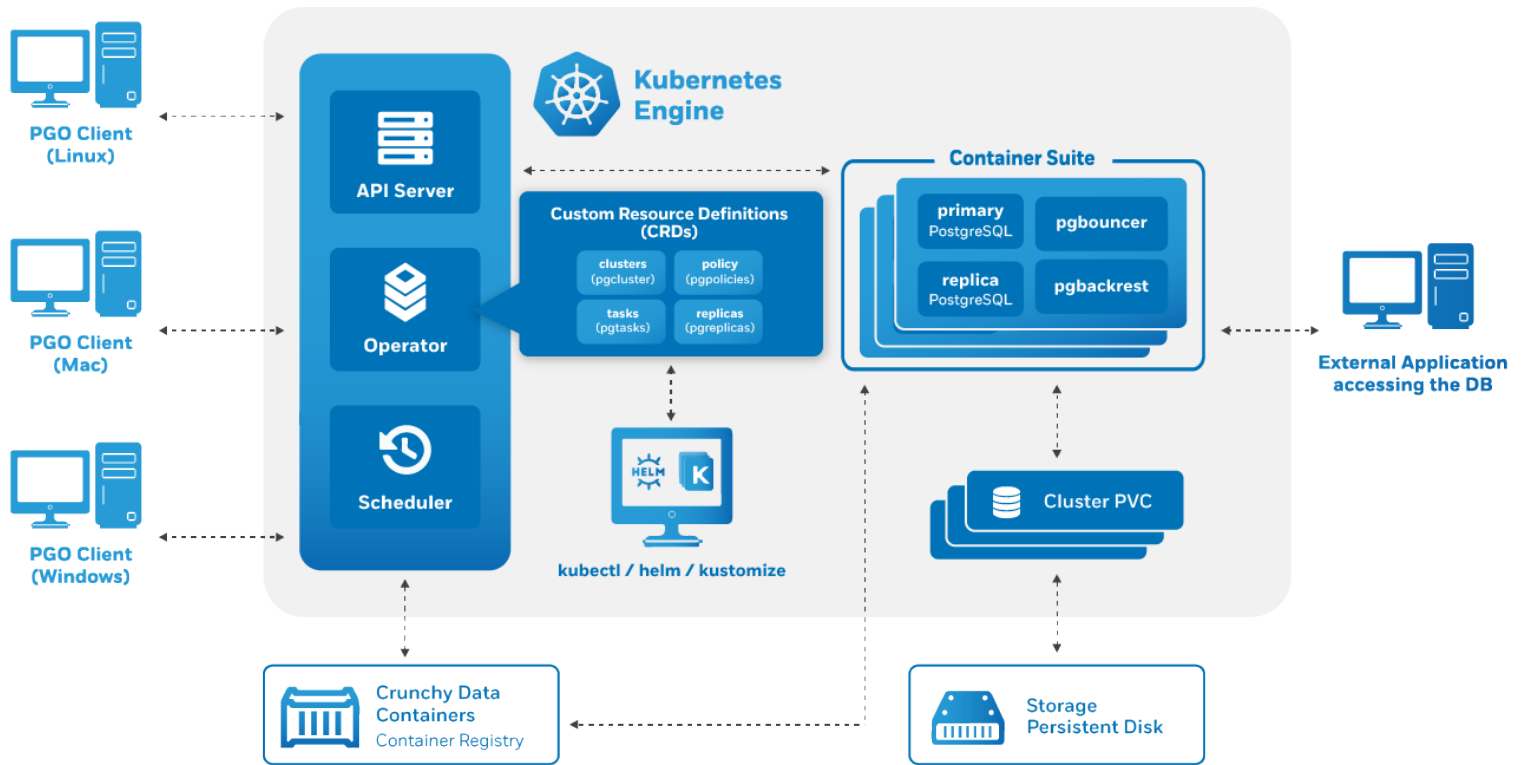 PGO Client
(Linux)
PGO Client
(Mac)
PGO Client
(Windows)
API Server
Operator
Scheduler
Kubernetes
Engine
Custom Resource Definitions
(CRDs)
clusters
(pgcluster)
policy
(pgpolicies)
tasks
(pgtasks)
replicas
(pgreplicas)
HELM
K
kubectl / helm / kustomize
Container Suite
primary
PostgreSQL
pgbouncer
replica
PostgreSQL
pgbackrest
Cluster PVC
External Application
accessing the DB
Crunchy Data
Containers
Container Registry
Storage
Persistent Disk